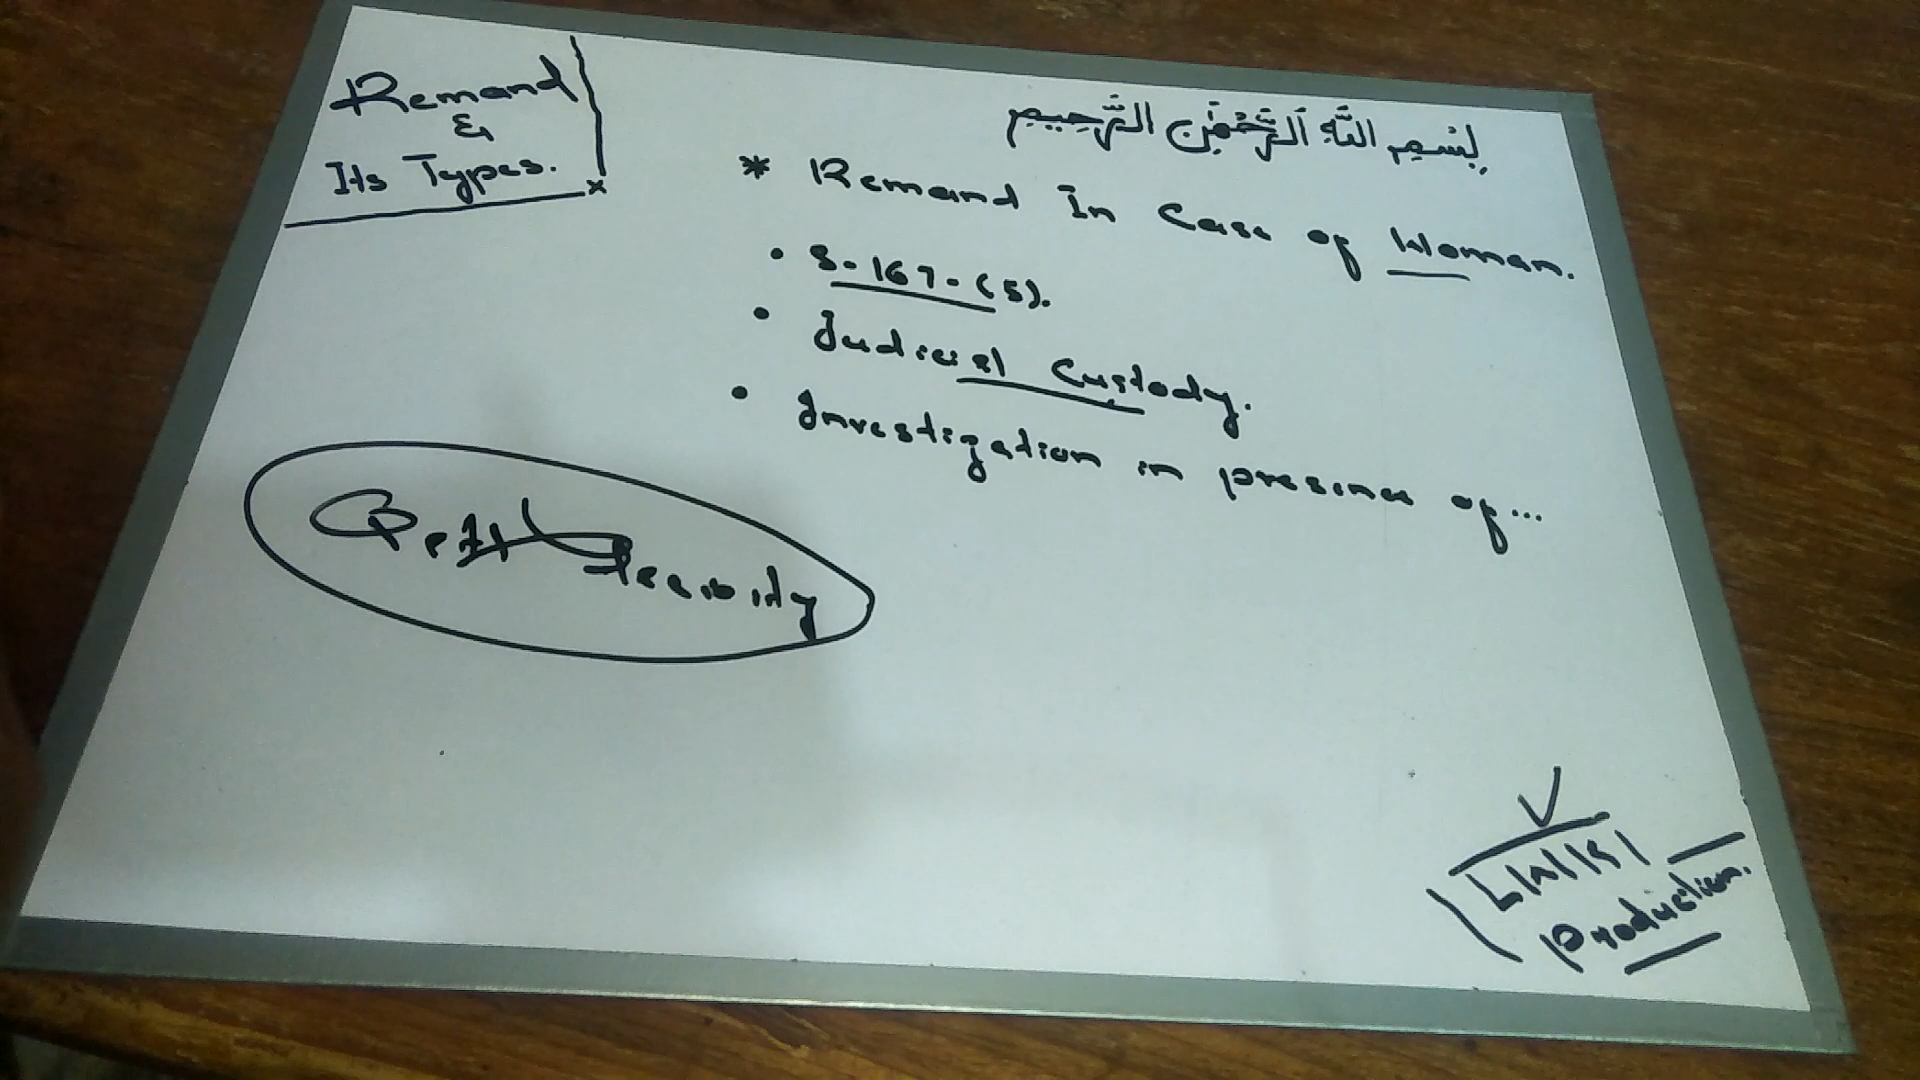 Remand
&
Its Types.
بِسْمِ اللَّهِ الرَّحْمَٰنِ الرَّحِيمِ
* Remand In Case of Woman.
• S-167-(5).
• Judicial Custody.
• Investigation in presence of...
Production.